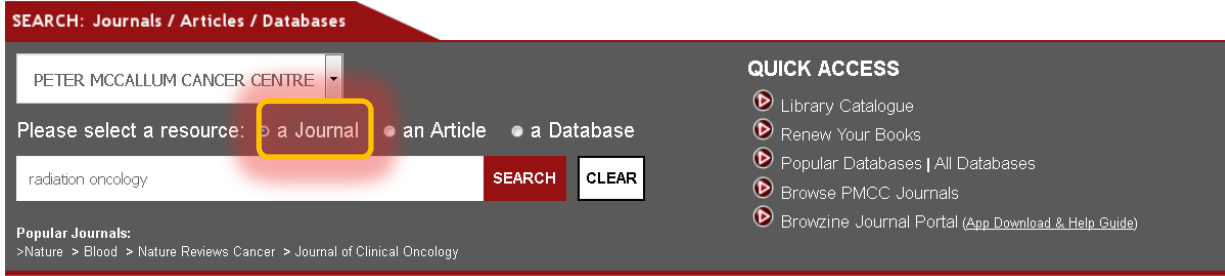 SEARCH: Journals / Articles / Databases
PETER MCCALLUM CANCER CENTRE
Please select a resource: a Journal an Article a Database
radiation oncology
SEARCH
CLEAR
Popular Journals:
>Nature > Blood > Nature Reviews Cancer > Journal of Clinical Oncology
QUICK ACCESS
Library Catalogue
Renew Your Books
Popular Databases | All Databases
Browse PMCC Journals
Browzine Journal Portal (App Download & Help Guide)